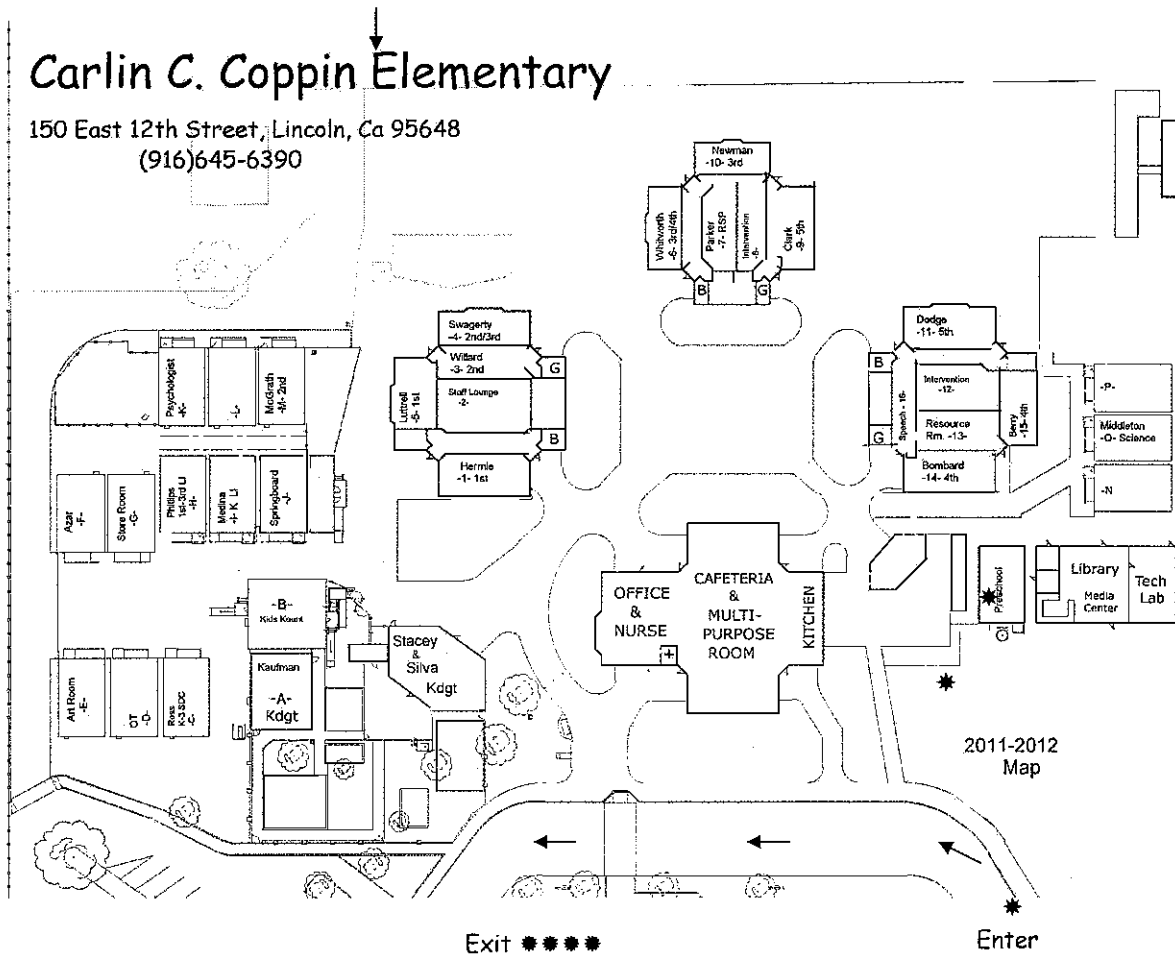 Carlin C. Coppin Elementary
150 East 12th Street, Lincoln, Ca 95648
(916)645-6390
Newman
-10- 3rd
Whitworth
-6- 3rd/4th
Parker
-7- RSP
Intervention
-8-
Clark
-9- 5th
B
G
Swagerty
-4- 2nd/3rd
Willard
-3- 2nd
G
Luttrell
-5- 1st
Staff Lounge
-2-
B
Hermle
-1- 1st
Dodge
-11- 5th
B
Intervention
-12-
Speech - 16-
Resource
Rm. -13-
Berry
-15- 4th
G
Bombard
-14- 4th
-P-
Middleton
-O- Science
-N
Psychologist
-K-
-L-
McGrath
-M- 2nd
Azar
-F-
Store Room
-G-
Phillips
1st-3rd LI
-H-
Medina
-I- K LI
Springboard
-J-
-B-
Kids Kount
Stacey
&
Silva
Kdgt
Kaufman
-A-
Kdgt
Art Room
-E-
OT
-D-
Ross
K-3 SDC
-C-
OFFICE
&
NURSE
CAFETERIA
&
MULTI-
PURPOSE
ROOM
KITCHEN
Preschool
Library
Media
Center
Tech
Lab
2011-2012
Map
Exit
Enter